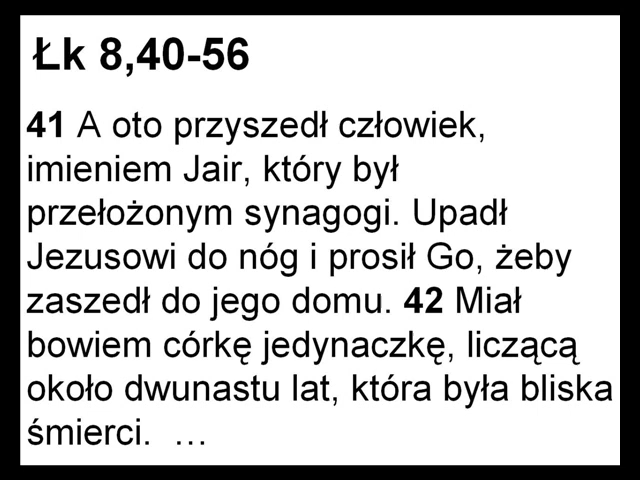 Łk 8,40-56
41 A oto przyszedł człowiek,
imieniem Jair, który był
przełożonym synagogi. Upadł
Jezusowi do nóg i prosił Go, żeby
zaszedł do jego domu. 42 Miał
bowiem córkę jedynaczkę, liczącą
około dwunastu lat, która była bliska
śmierci.  …